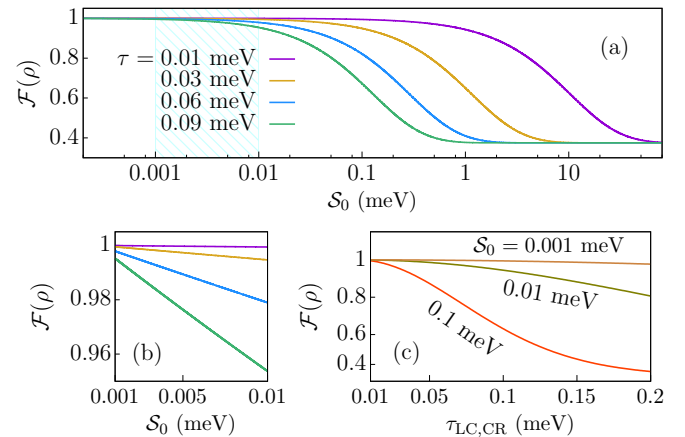 1
0.8
0.6
0.4
F(ρ)
(a)
τ = 0.01 meV
0.03 meV
0.06 meV
0.09 meV
0.001
0.01
0.1
1
10
S₀ (meV)
1
0.98
0.96
F(ρ)
(b)
0.001
0.005
0.01
S₀ (meV)
1
0.8
0.6
0.4
F(ρ)
S₀ = 0.001 meV
0.01 meV
0.1 meV
(c)
0.01
0.05
0.1
0.15
0.2
τLC,CR (meV)